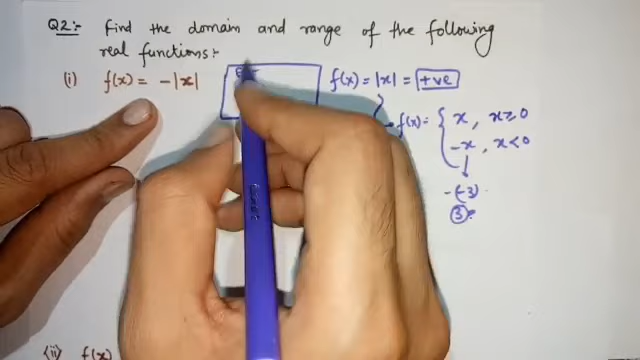 Q2:- Find the domain and range of the following
real functions:-
(i) f(x) = -|x|
f(x) = |x| = +ve
f(x) = { x , x ≥ 0
-x , x < 0
-(-3)
3
(ii) f(x)